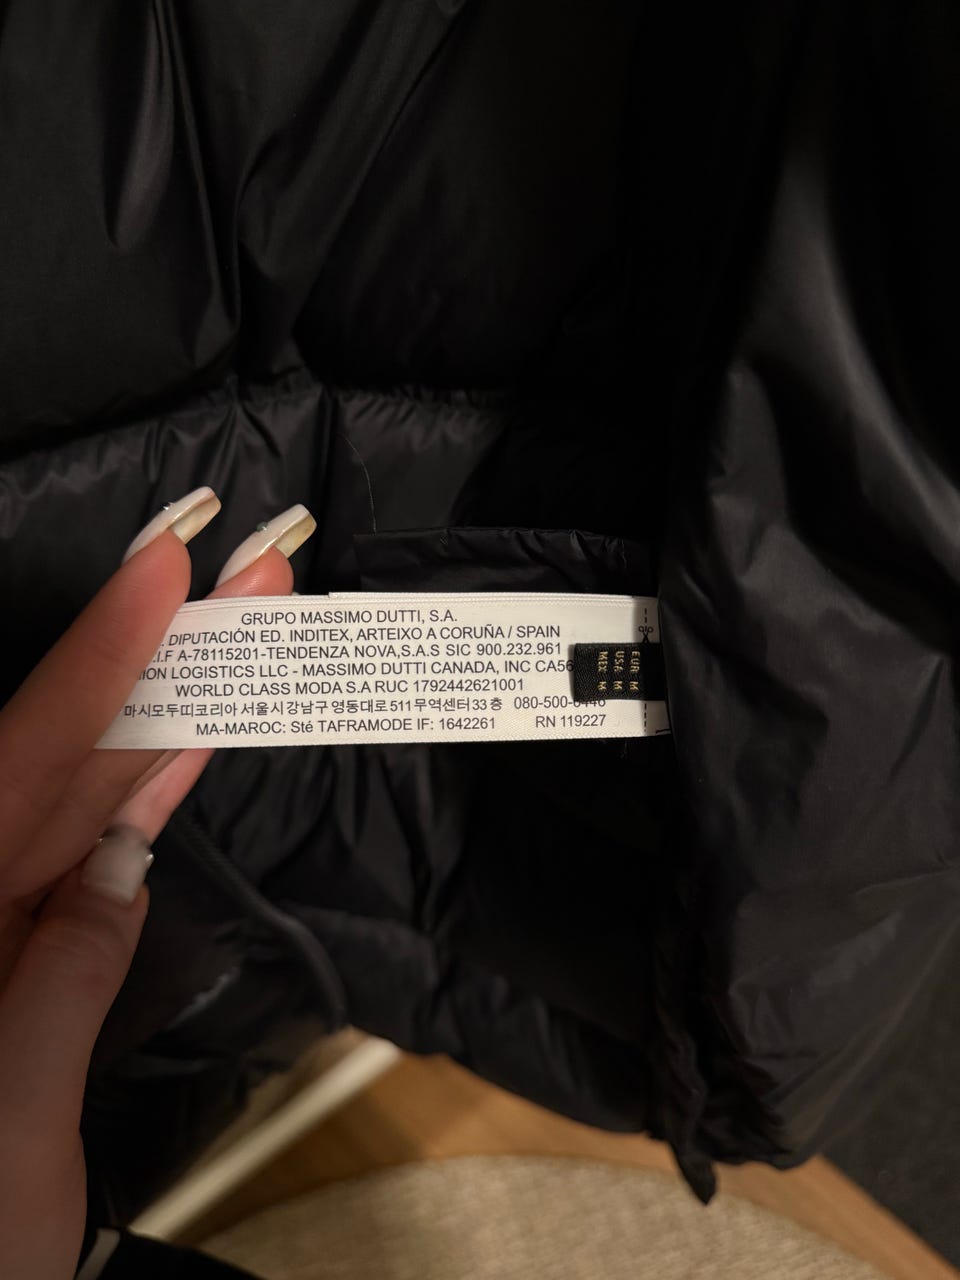 GRUPO MASSIMO DUTTI, S.A.
DIPUTACIÓN ED. INDITEX, ARTEIXO A CORUÑA / SPAIN
.I.F A-78115201-TENDENZA NOVA,S.A.S SIC 900.232.961
ION LOGISTICS LLC - MASSIMO DUTTI CANADA, INC CA56
WORLD CLASS MODA S.A RUC 1792442621001
마시모두띠코리아 서울시강남구 영동대로511무역센터33층 080-500-0446
MA-MAROC: Sté TAFRAMODE IF: 1642261 RN 119227
EUR M
USA M
MEX M